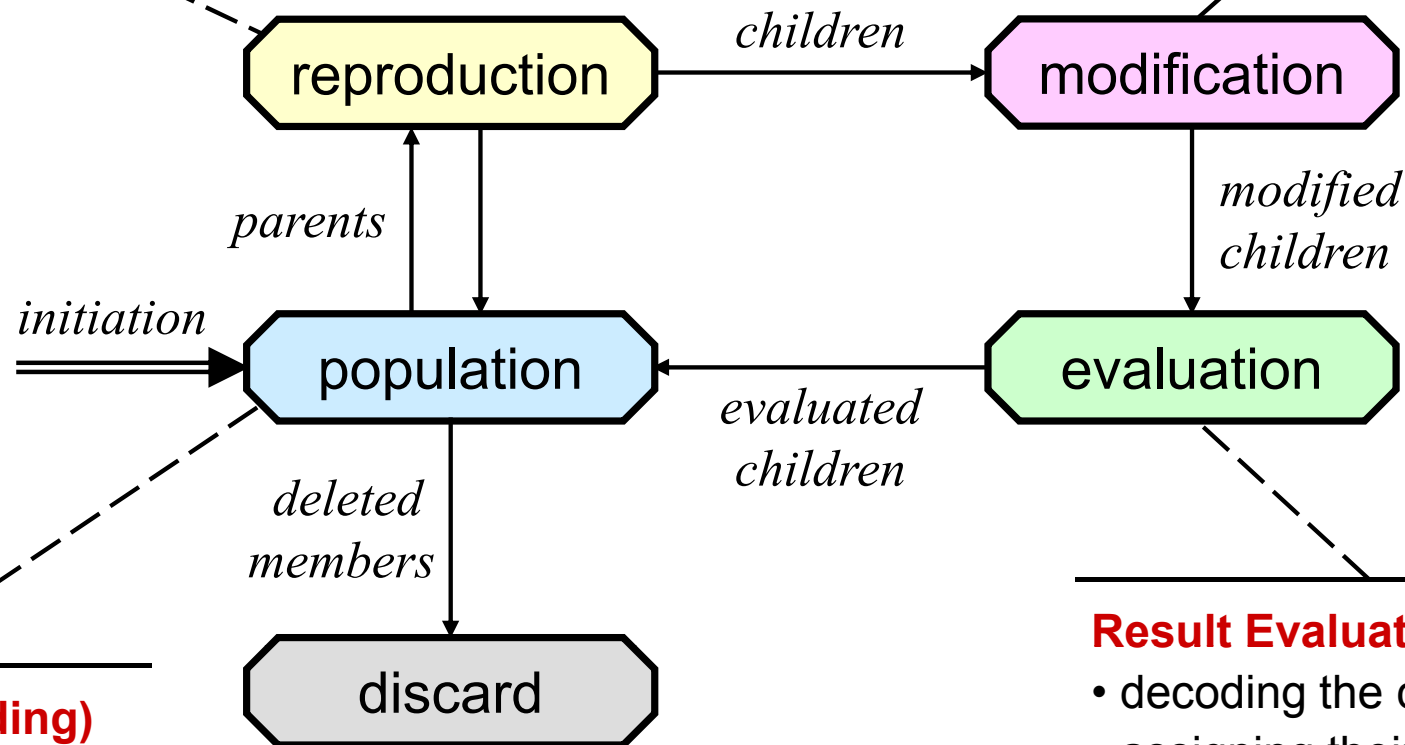 children
reproduction
modification
parents
modified
children
initiation
population
evaluation
evaluated
children
deleted
members
discard
Result Evaluat
• decoding the
ding)